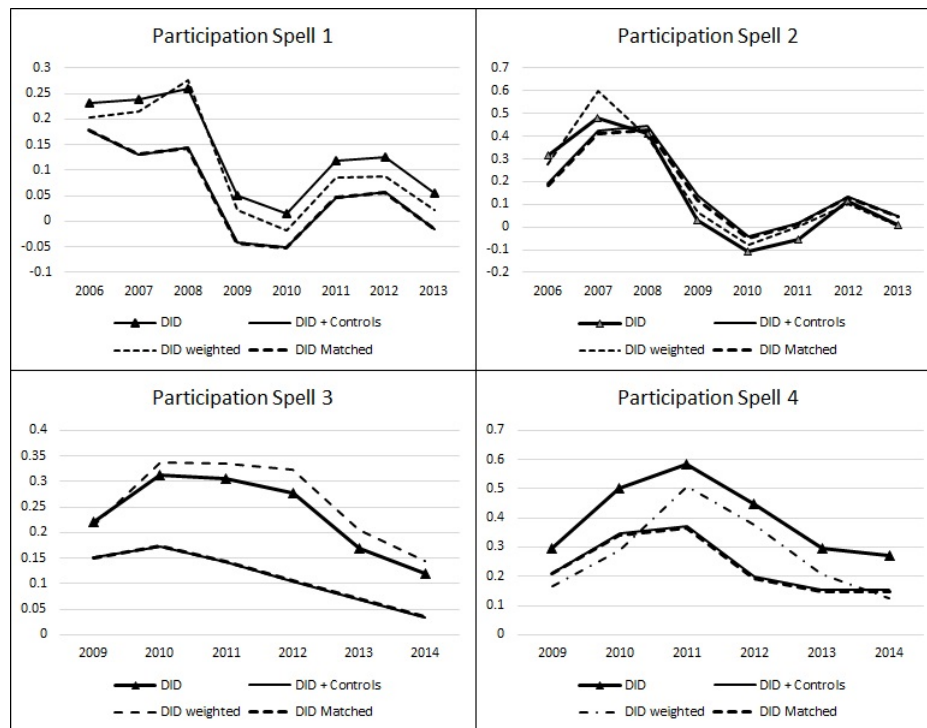 Participation Spell 1
0.3
0.25
0.2
0.15
0.1
0.05
0
-0.05
-0.1
2006 2007 2008 2009 2010 2011 2012 2013
DID DID + Controls
DID weighted DID Matched
Participation Spell 2
0.7
0.6
0.5
0.4
0.3
0.2
0.1
0
-0.1
-0.2
2006 2007 2008 2009 2010 2011 2012 2013
DID DID + Controls
DID weighted DID Matched
Participation Spell 3
0.4
0.35
0.3
0.25
0.2
0.15
0.1
0.05
0
2009 2010 2011 2012 2013 2014
DID DID + Controls
DID weighted DID Matched
Participation Spell 4
0.7
0.6
0.5
0.4
0.3
0.2
0.1
0
2009 2010 2011 2012 2013 2014
DID DID + Controls
DID weighted DID Matched